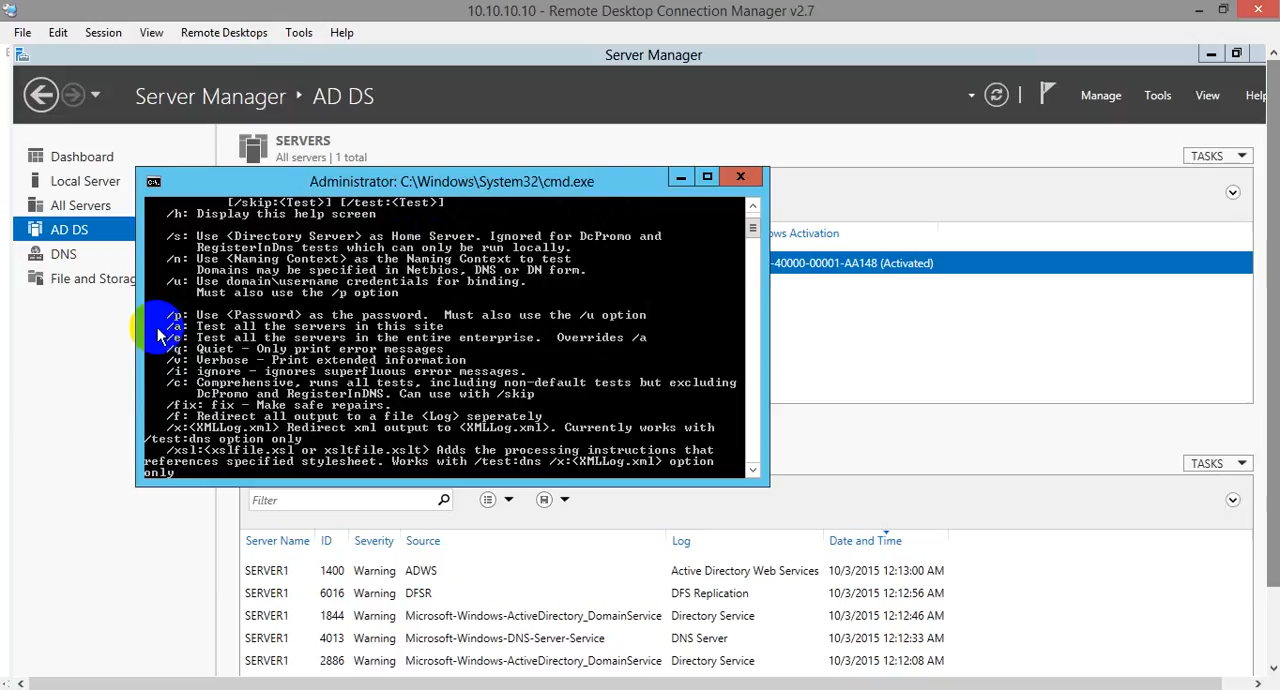 10.10.10.10 - Remote Desktop Connection Manager v2.7
File Edit Session View Remote Desktops Tools Help
Server Manager
Server Manager ‣ AD DS
Manage Tools View Help
Dashboard
Local Server
All Servers
AD DS
DNS
File and Storag
SERVERS
All servers | 1 total
TASKS
ows Activation
-40000-00001-AA148 (Activated)
Administrator: C:\Windows\System32\cmd.exe
[/skip:<Test>] [/test:<Test>]
/h: Display this help screen
/s: Use <Directory Server> as Home Server. Ignored for DcPromo and
RegisterInDns tests which can only be run locally.
/n: Use <Naming Context> as the Naming Context to test
Domains may be specified in Netbios, DNS or DN form.
/u: Use domain\username credentials for binding.
Must also use the /p option
/p: Use <Password> as the password. Must also use the /u option
/a: Test all the servers in this site
/e: Test all the servers in the entire enterprise. Overrides /a
/q: Quiet - Only print error messages
/v: Verbose - Print extended information
/i: ignore - ignores superfluous error messages.
/c: Comprehensive, runs all tests, including non-default tests but excluding
DcPromo and RegisterInDNS. Can use with /skip
/fix: fix - Make safe repairs.
/f: Redirect all output to a file <Log> seperately
/x:<XMLLog.xml> Redirect xml output to <XMLLog.xml>. Currently works with
/test:dns option only
/xsl:<xslfile.xsl or xsltfile.xslt> Adds the processing instructions that
references specified stylesheet. Works with /test:dns /x:<XMLLog.xml> option
only
TASKS
Filter
Server Name ID Severity Source Log Date and Time
SERVER1 1400 Warning ADWS Active Directory Web Services 10/3/2015 12:13:00 AM
SERVER1 6016 Warning DFSR DFS Replication 10/3/2015 12:12:56 AM
SERVER1 1844 Warning Microsoft-Windows-ActiveDirectory_DomainService Directory Service 10/3/2015 12:12:46 AM
SERVER1 4013 Warning Microsoft-Windows-DNS-Server-Service DNS Server 10/3/2015 12:12:33 AM
SERVER1 2886 Warning Microsoft-Windows-ActiveDirectory_DomainService Directory Service 10/3/2015 12:12:08 AM